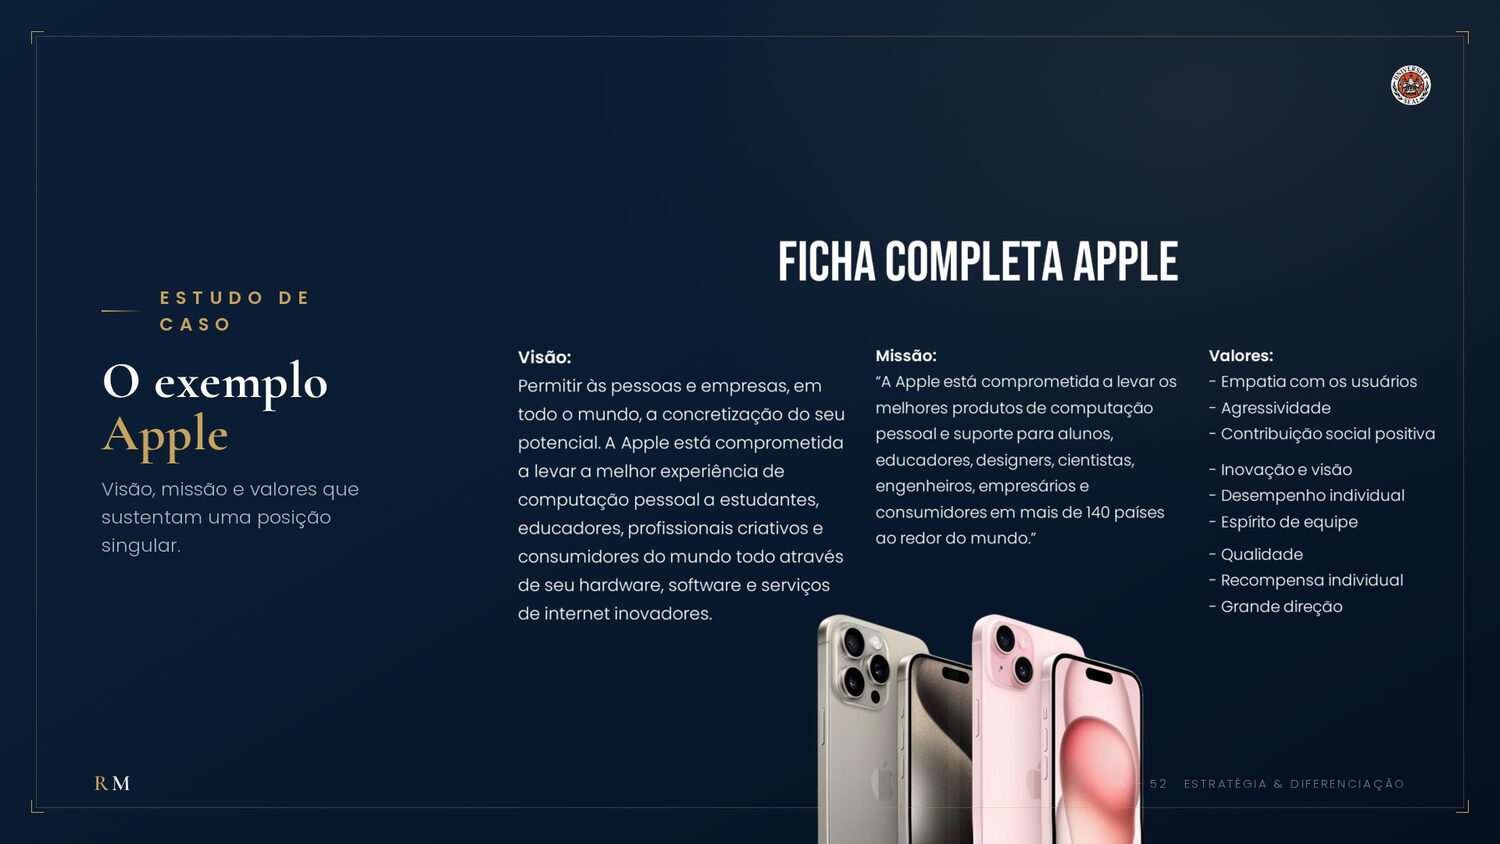 UNIVERSITY
SEAL
FICHA COMPLETA APPLE
ESTUDO DE
CASO
O exemplo
Apple
Visão, missão e valores que
sustentam uma posição
singular.
Visão:
Permitir às pessoas e empresas, em
todo o mundo, a concretização do seu
potencial. A Apple está comprometida
a levar a melhor experiência de
computação pessoal a estudantes,
educadores, profissionais criativos e
consumidores do mundo todo através
de seu hardware, software e serviços
de internet inovadores.
Missão:
“A Apple está comprometida a levar os
melhores produtos de computação
pessoal e suporte para alunos,
educadores, designers, cientistas,
engenheiros, empresários e
consumidores em mais de 140 países
ao redor do mundo.”
Valores:
- Empatia com os usuários
- Agressividade
- Contribuição social positiva
- Inovação e visão
- Desempenho individual
- Espírito de equipe
- Qualidade
- Recompensa individual
- Grande direção
RM
18 — 52 ESTRATÉGIA & DIFERENCIAÇÃO